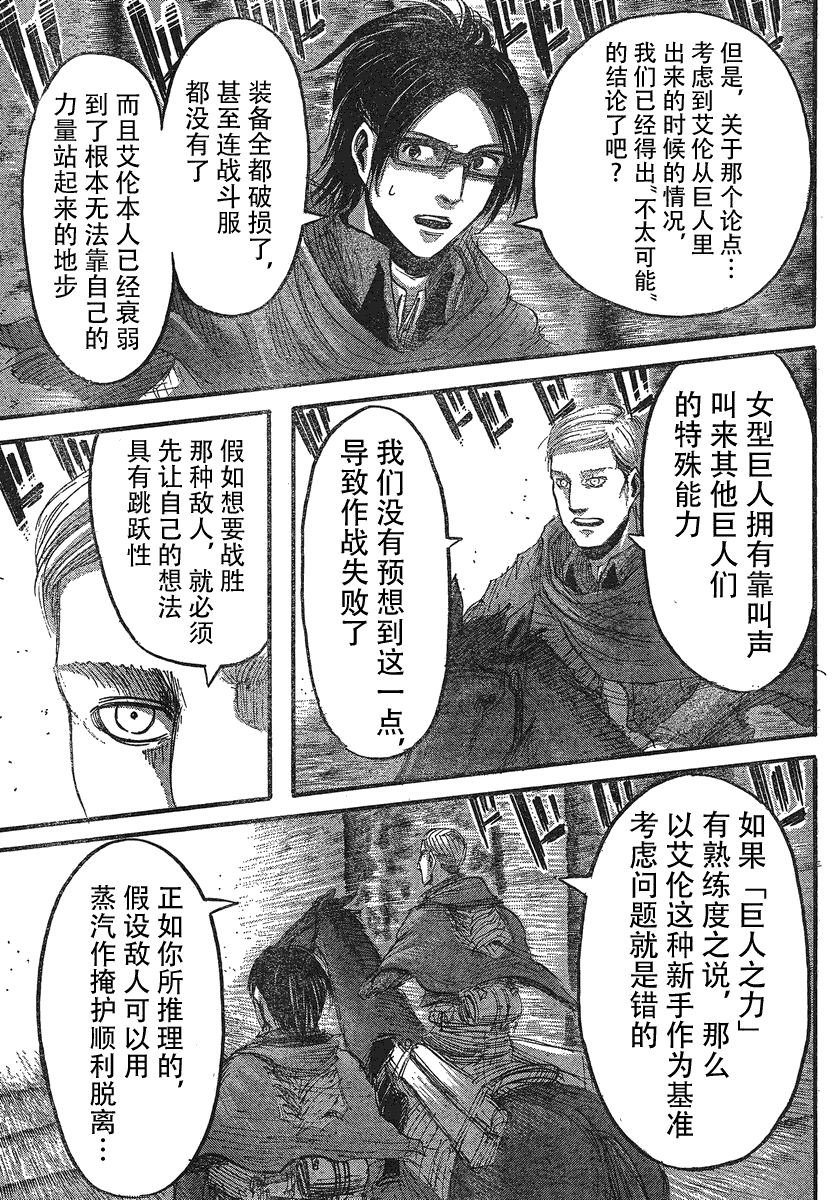 但是，关于那个论点…
考虑到艾伦从巨人里
出来的时候的情况，
我们已经得出“不太可能”
的结论了吧？
装备全都破损了，
甚至连战斗服
都没有了
而且艾伦本人已经衰弱
到了根本无法靠自己的
力量站起来的地步
女型巨人拥有靠叫声
叫来其他巨人们
的特殊能力
我们没有预想到这一点，
导致作战失败了
假如想要战胜
那种敌人，就必须
先让自己的想法
具有跳跃性
如果「巨人之力」
有熟练度之说，那么
以艾伦这种新手作为基准
考虑问题就是错的
正如你所推理的，
假设敌人可以用
蒸汽作掩护顺利脱离…